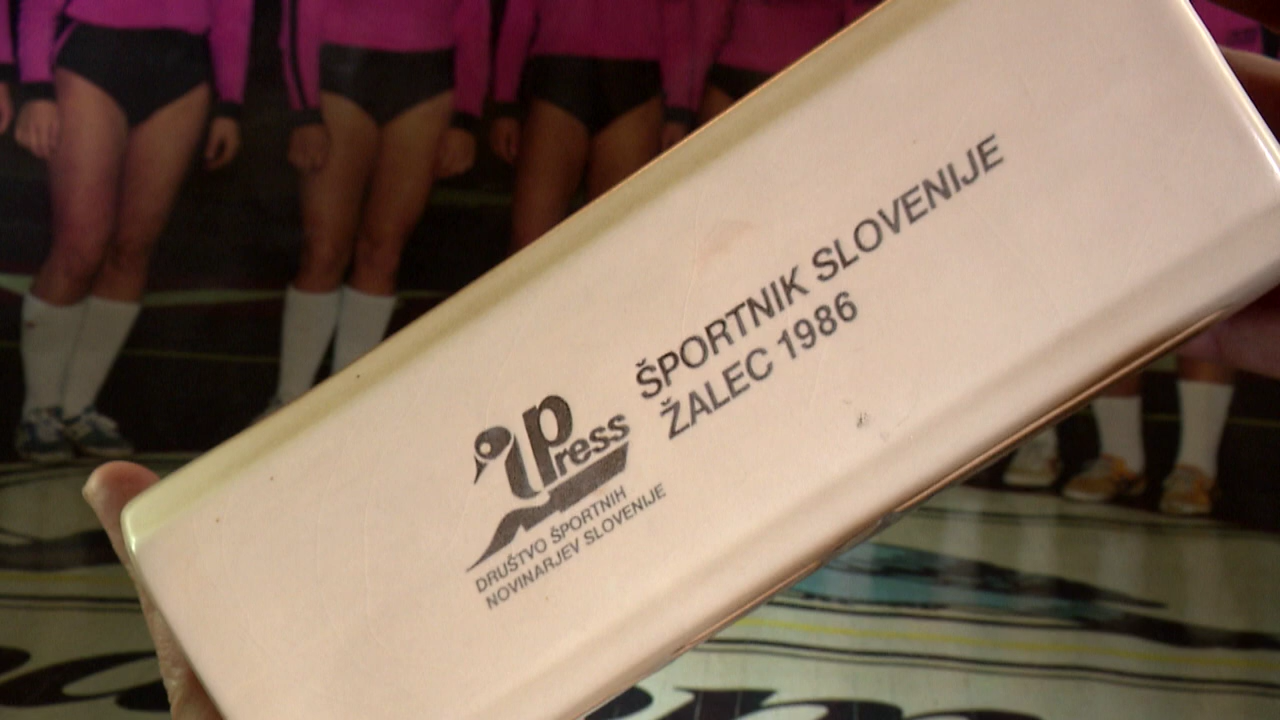 ŠPORTNIK SLOVENIJE
ŽALEC 1986
Press
DRUŠTVO ŠPORTNIH
NOVINARJEV SLOVENIJE